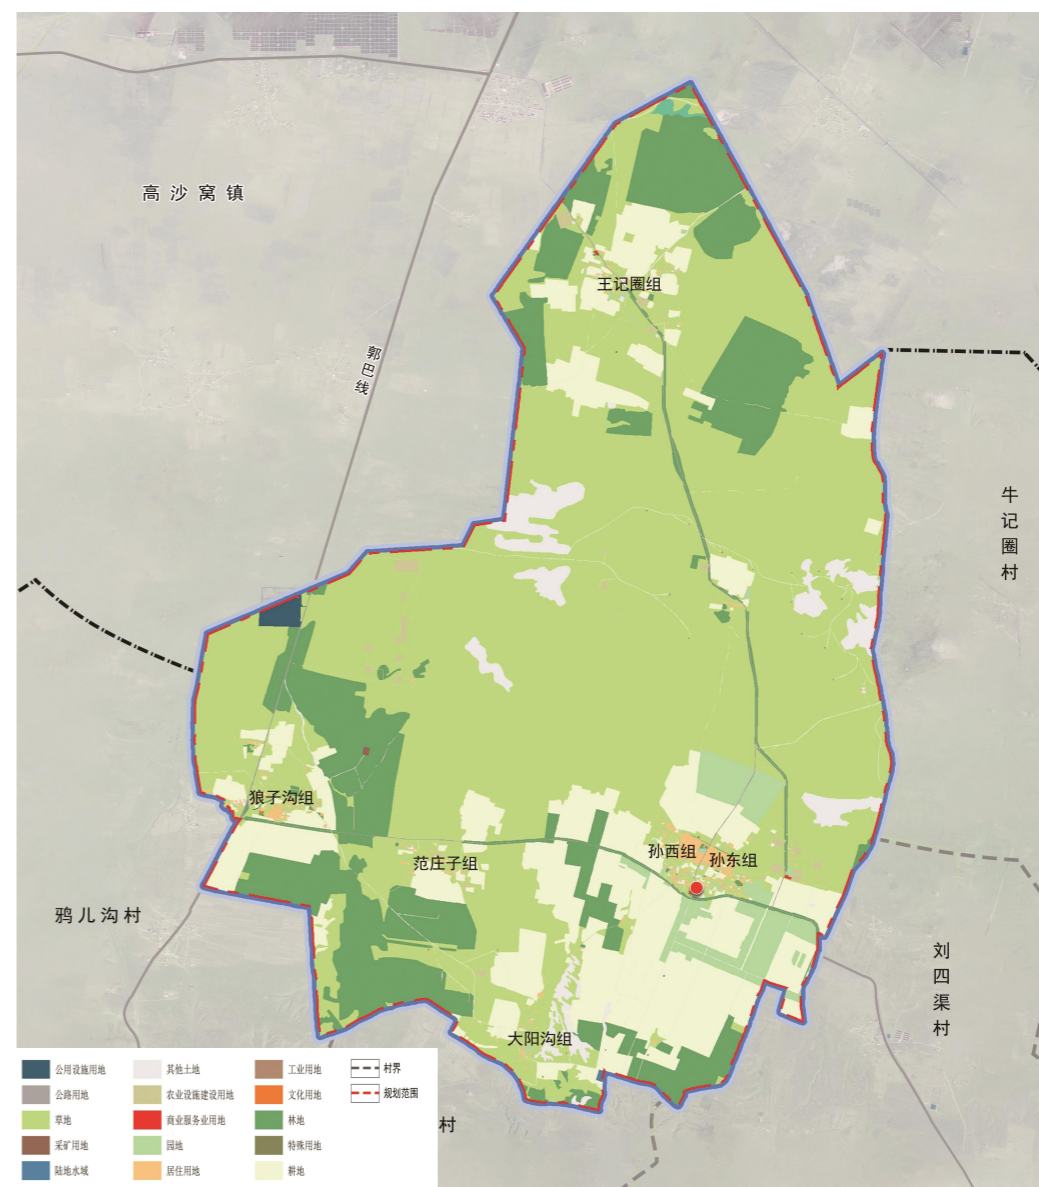 高沙窝镇
王记圈组
郭巴线
牛记圈村
狼子沟组
范庄子组
孙西组
孙东组
鸦儿沟村
刘四渠村
大阳沟组
村
公用设施用地
其他土地
工业用地
村界
公路用地
农业设施建设用地
文化用地
规划范围
草地
商业服务业用地
林地
采矿用地
园地
特殊用地
陆地水域
居住用地
耕地